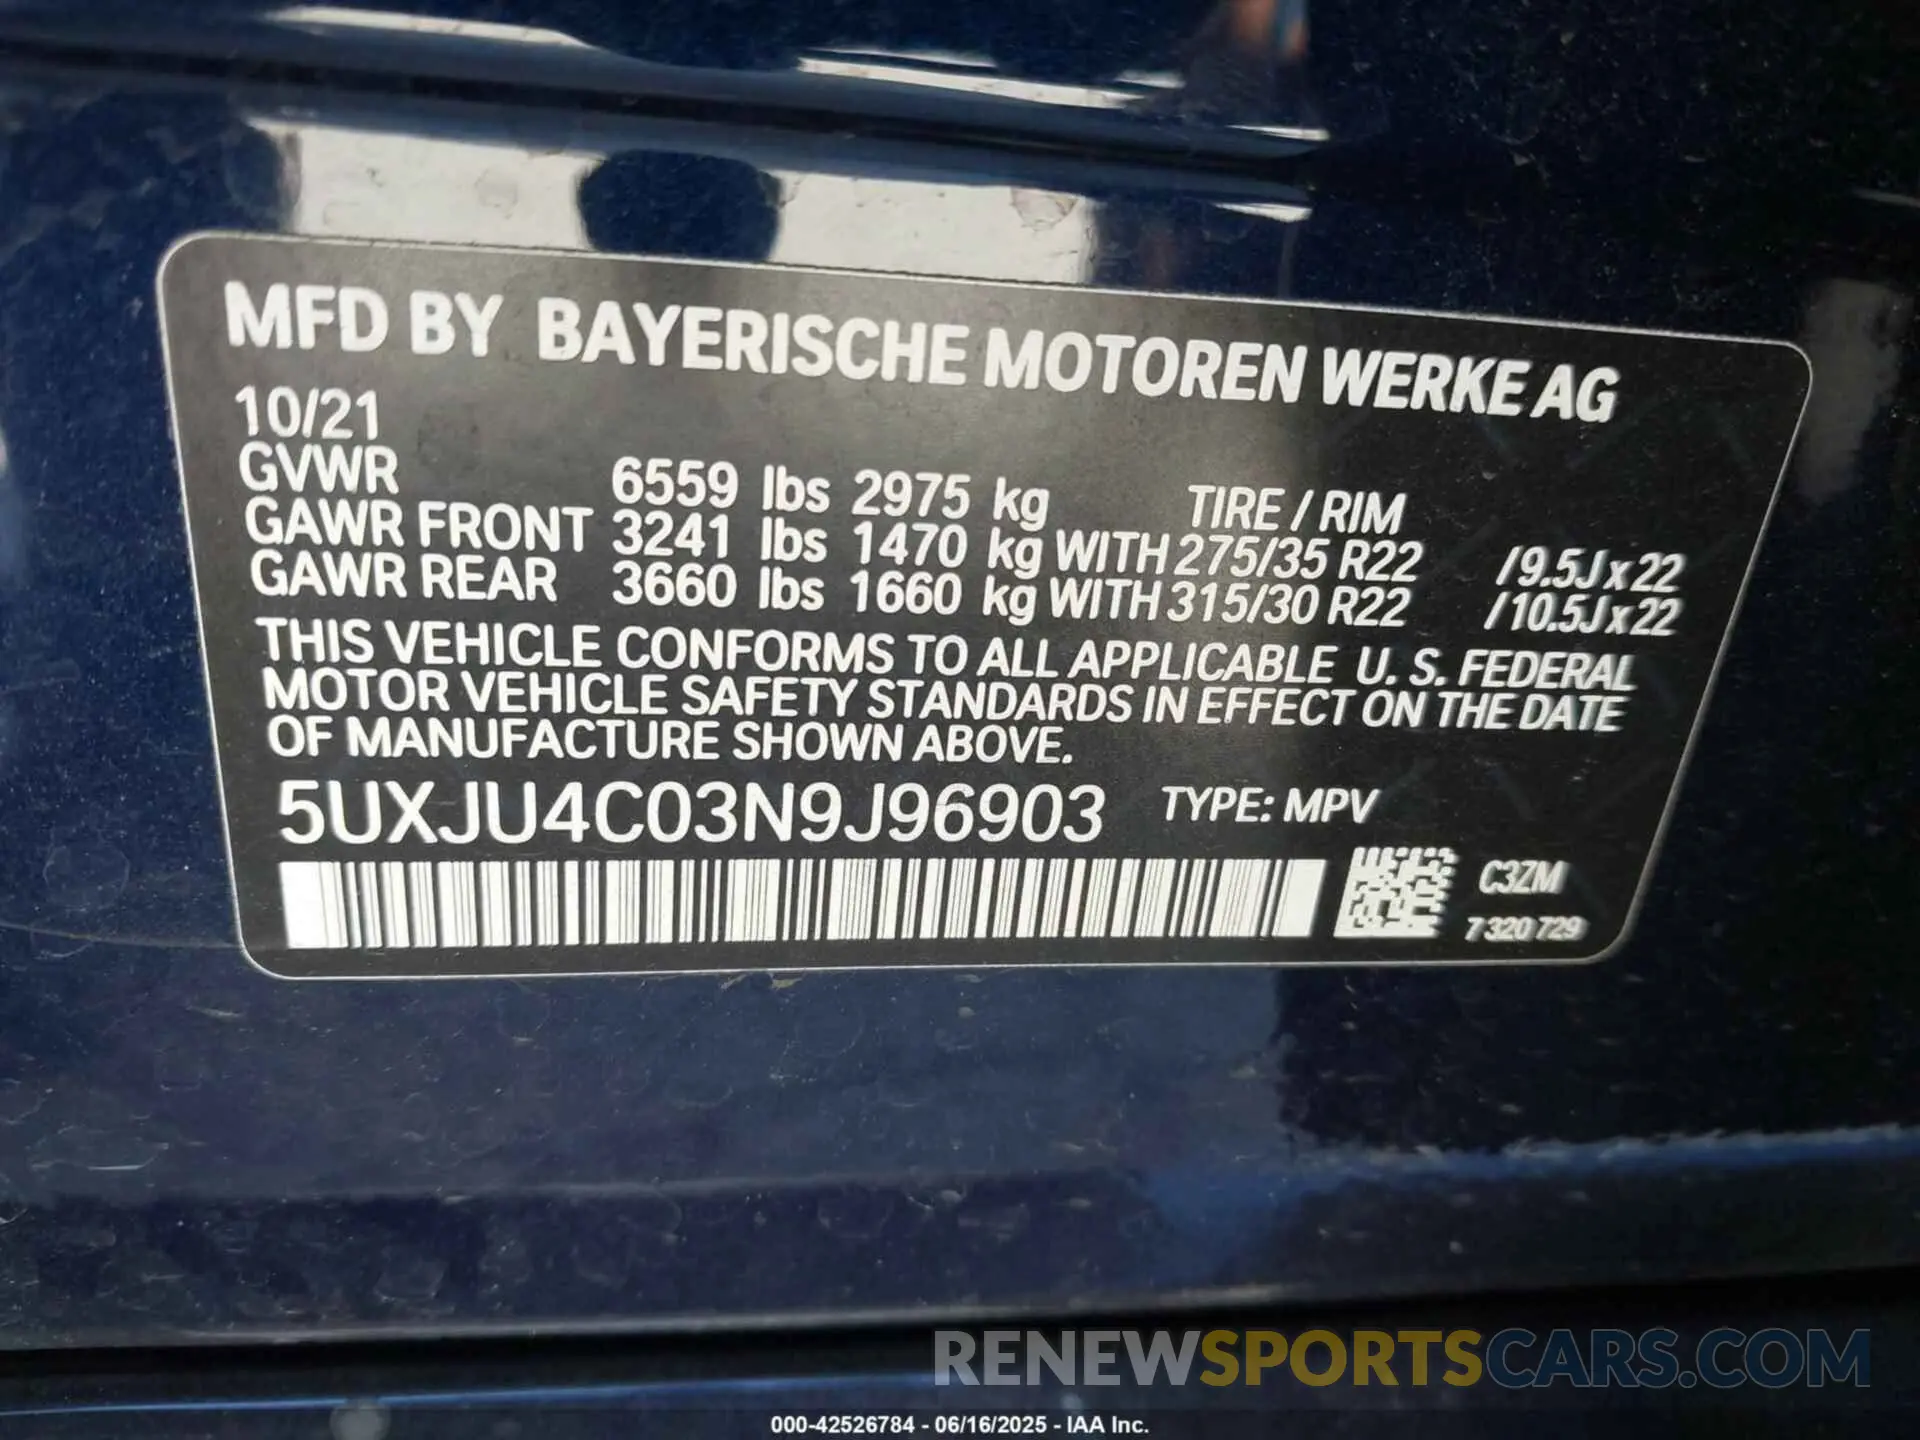 MFD BY BAYERISCHE MOTOREN WERKE AG
10/21
GVWR 6559 lbs 2975 kg TIRE / RIM
GAWR FRONT 3241 lbs 1470 kg WITH 275/35 R22 /9.5Jx22
GAWR REAR 3660 lbs 1660 kg WITH 315/30 R22 /10.5Jx22
THIS VEHICLE CONFORMS TO ALL APPLICABLE U. S. FEDERAL
MOTOR VEHICLE SAFETY STANDARDS IN EFFECT ON THE DATE
OF MANUFACTURE SHOWN ABOVE.
5UXJU4C03N9J96903 TYPE: MPV
C3ZM
7 320 729
RENEWSPORTSCARS.COM
000-42526784 - 06/16/2025 - IAA Inc.